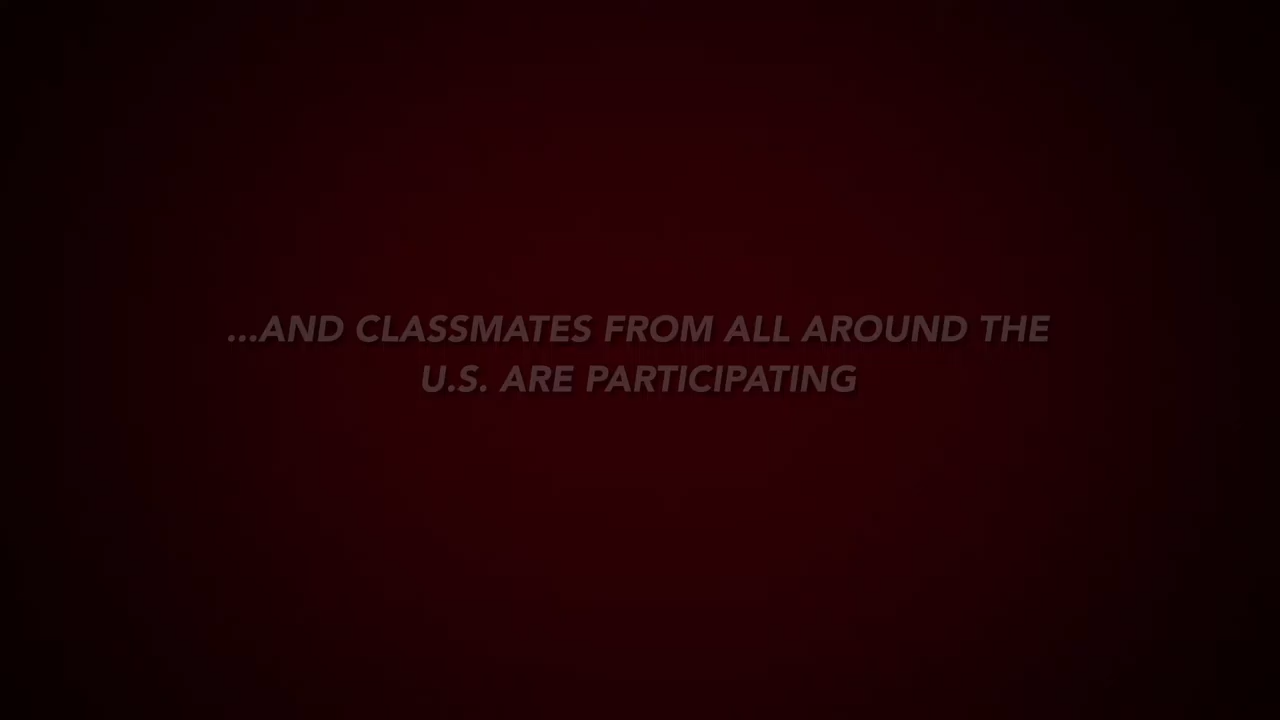 ...AND CLASSMATES FROM ALL AROUND THE
U.S. ARE PARTICIPATING